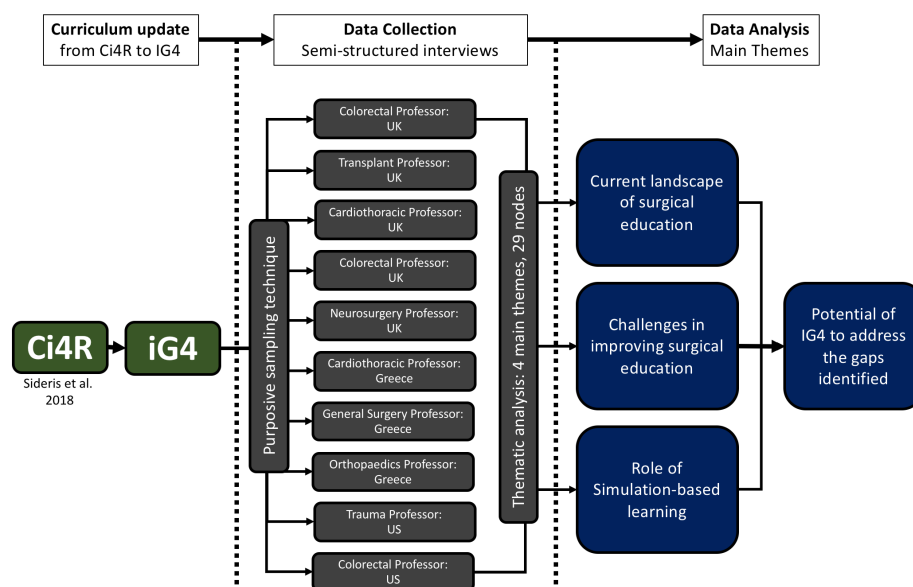 Curriculum update
from Ci4R to IG4
Data Collection
Semi-structured interviews
Data Analysis
Main Themes
Ci4R
Sideris et al.
2018
iG4
Purposive sampling technique
Colorectal Professor:
UK
Transplant Professor:
UK
Cardiothoracic Professor:
UK
Colorectal Professor:
UK
Neurosurgery Professor:
UK
Cardiothoracic Professor:
Greece
General Surgery Professor:
Greece
Orthopaedics Professor:
Greece
Trauma Professor:
US
Colorectal Professor:
US
Thematic analysis: 4 main themes, 29 nodes
Current landscape
of surgical
education
Challenges in
improving surgical
education
Role of
Simulation-based
learning
Potential of
IG4 to address
the gaps
identified